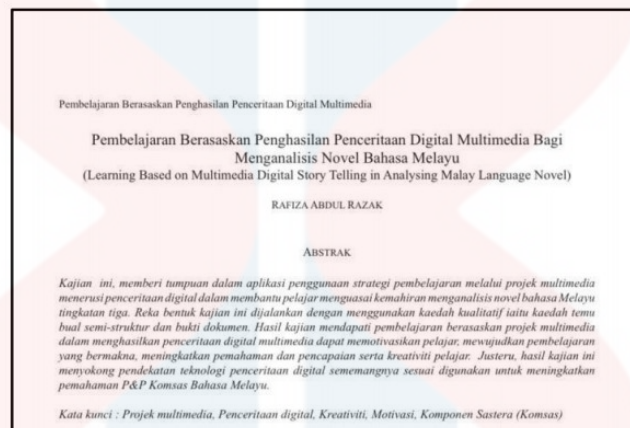 Pembelajaran Berasaskan Penghasilan Penceritaan Digital Multimedia
Pembelajaran Berasaskan Penghasilan Penceritaan Digital Multimedia Bagi
Menganalisis Novel Bahasa Melayu
(Learning Based on Multimedia Digital Story Telling in Analysing Malay Language Novel)
RAFIZA ABDUL RAZAK
ABSTRAK
Kajian ini, memberi tumpuan dalam aplikasi penggunaan strategi pembelajaran melalui projek multimedia
menerusi penceritaan digital dalam membantu pelajar menguasai kemahiran menganalisis novel bahasa Melayu
tingkatan tiga. Reka bentuk kajian ini dijalankan dengan menggunakan kaedah kualitatif iaitu kaedah temu
bual semi-struktur dan bukti dokumen. Hasil kajian mendapati pembelajaran berasaskan projek multimedia
dalam menghasilkan penceritaan digital multimedia dapat memotivasikan pelajar, mewujudkan pembelajaran
yang bermakna, meningkatkan pemahaman dan pencapaian serta kreativiti pelajar. Justeru, hasil kajian ini
menyokong pendekatan teknologi penceritaan digital sememangnya sesuai digunakan untuk meningkatkan
pemahaman P&P Komsas Bahasa Melayu.
Kata kunci : Projek multimedia, Penceritaan digital, Kreativiti, Motivasi, Komponen Sastera (Komsas)